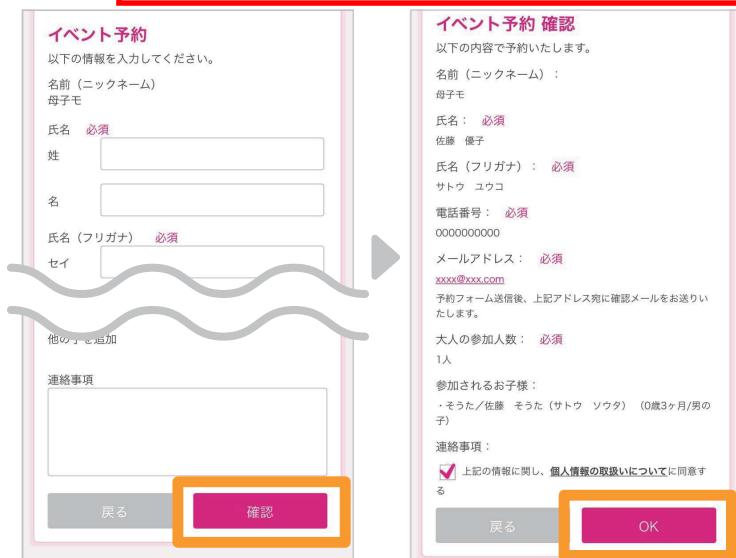 イベント予約
以下の情報を入力してください。
名前（ニックネーム）
母子モ
氏名 必須
姓
名
氏名（フリガナ） 必須
セイ
他の子を追加
連絡事項
戻る
確認
イベント予約 確認
以下の内容で予約いたします。
名前（ニックネーム）：
母子モ
氏名： 必須
佐藤 優子
氏名（フリガナ）： 必須
サトウ ユウコ
電話番号： 必須
0000000000
メールアドレス： 必須
xxxx@xxx.com
予約フォーム送信後、上記アドレス宛に確認メールをお送りい
たします。
大人の参加人数： 必須
1人
参加されるお子様：
・そうた／佐藤 そうた（サトウ ソウタ）（0歳3ヶ月/男の
子）
連絡事項：
上記の情報に関し、個人情報の取扱いについてに同意す
る
戻る
OK